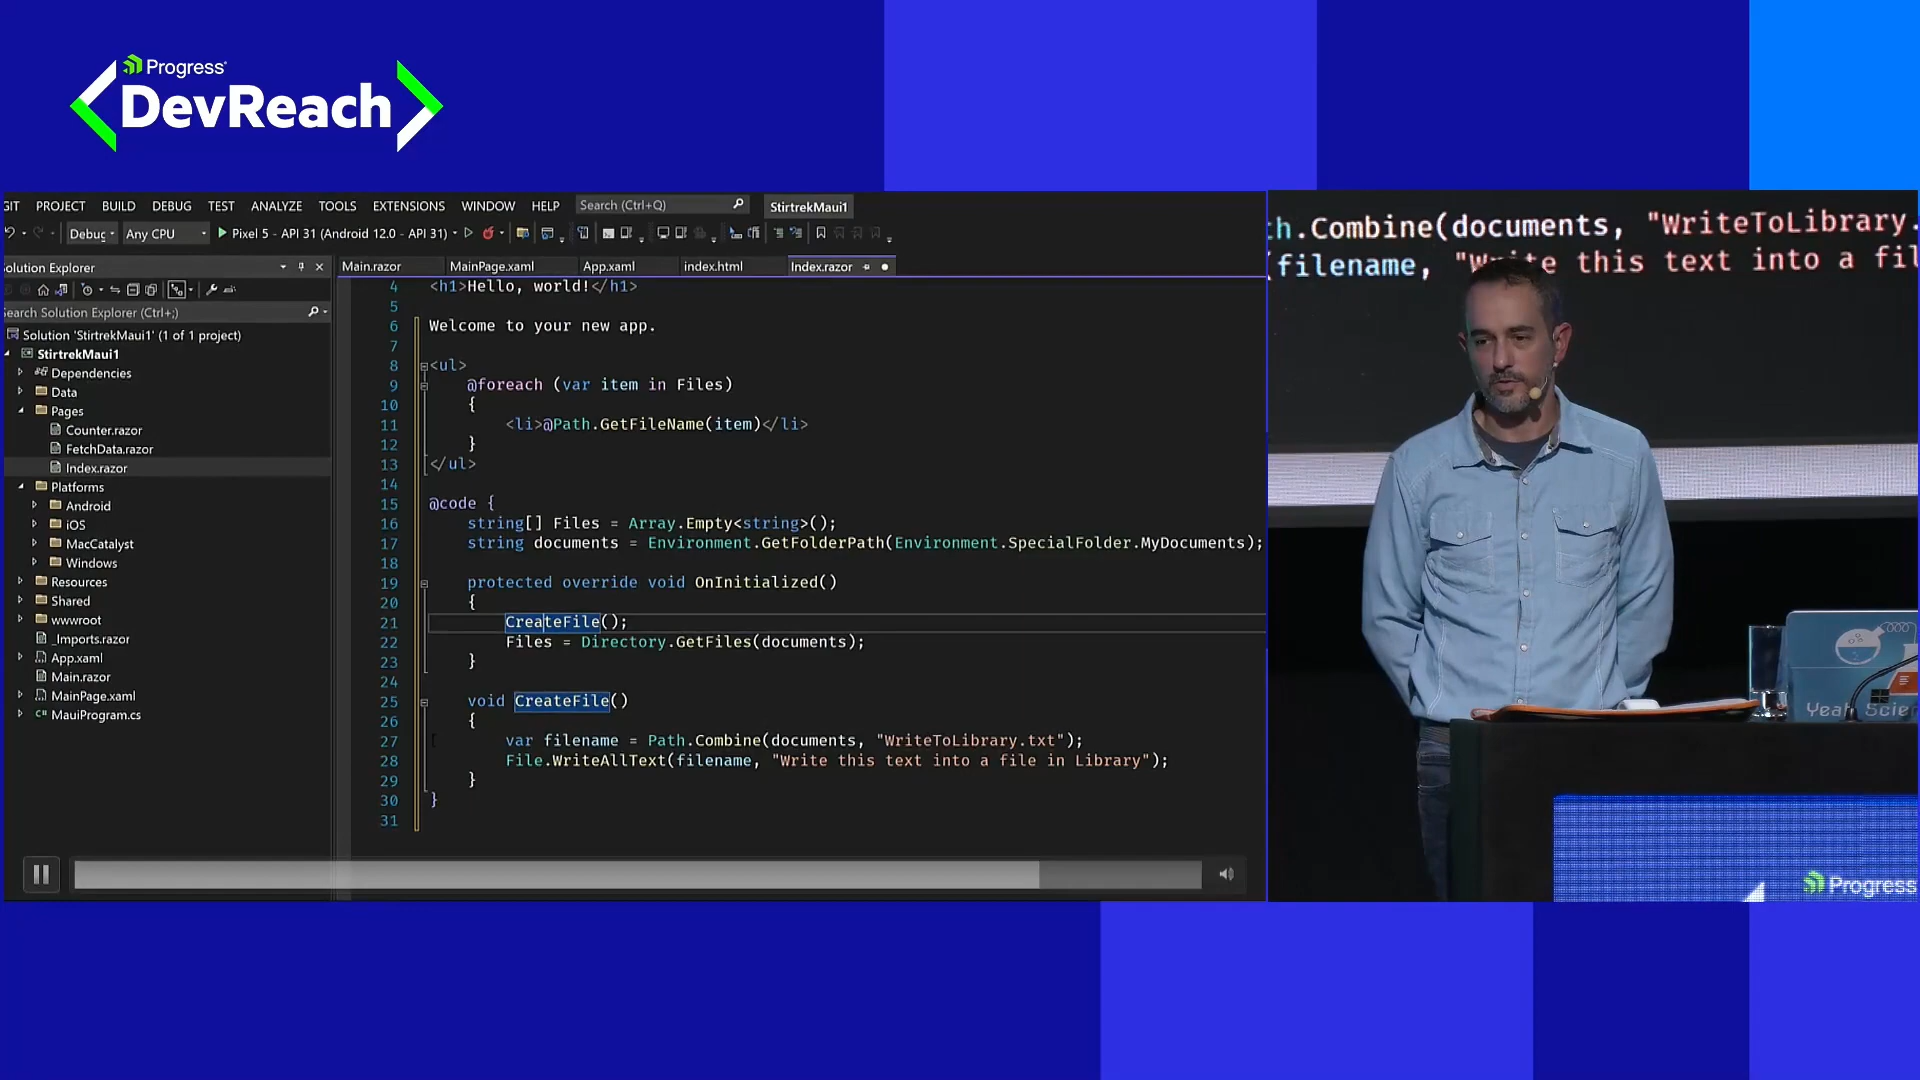 Progress
DevReach
GIT PROJECT BUILD DEBUG TEST ANALYZE TOOLS EXTENSIONS WINDOW HELP Search (Ctrl+Q) StirtrekMaui1
Debug Any CPU Pixel 5 - API 31 (Android 12.0 - API 31)
Solution Explorer
Search Solution Explorer (Ctrl+;)
Solution 'StirtrekMaui1' (1 of 1 project)
StirtrekMaui1
Dependencies
Data
Pages
Counter.razor
FetchData.razor
Index.razor
Platforms
Android
iOS
MacCatalyst
Windows
Resources
Shared
wwwroot
_Imports.razor
App.xaml
Main.razor
MainPage.xaml
MauiProgram.cs
Main.razor MainPage.xaml App.xaml index.html Index.razor
4 <h1>Hello, world!</h1>
5
6 Welcome to your new app.
7
8 <ul>
9 @foreach (var item in Files)
10 {
11 <li>@Path.GetFileName(item)</li>
12 }
13 </ul>
14
15 @code {
16 string[] Files = Array.Empty<string>();
17 string documents = Environment.GetFolderPath(Environment.SpecialFolder.MyDocuments);
18
19 protected override void OnInitialized()
20 {
21 CreateFile();
22 Files = Directory.GetFiles(documents);
23 }
24
25 void CreateFile()
26 {
27 var filename = Path.Combine(documents, "WriteToLibrary.txt");
28 File.WriteAllText(filename, "Write this text into a file in Library");
29 }
30 }
31
th.Combine(documents, "WriteToLibrary.
(filename, "Write this text into a fil
Yeah Scie
Progress